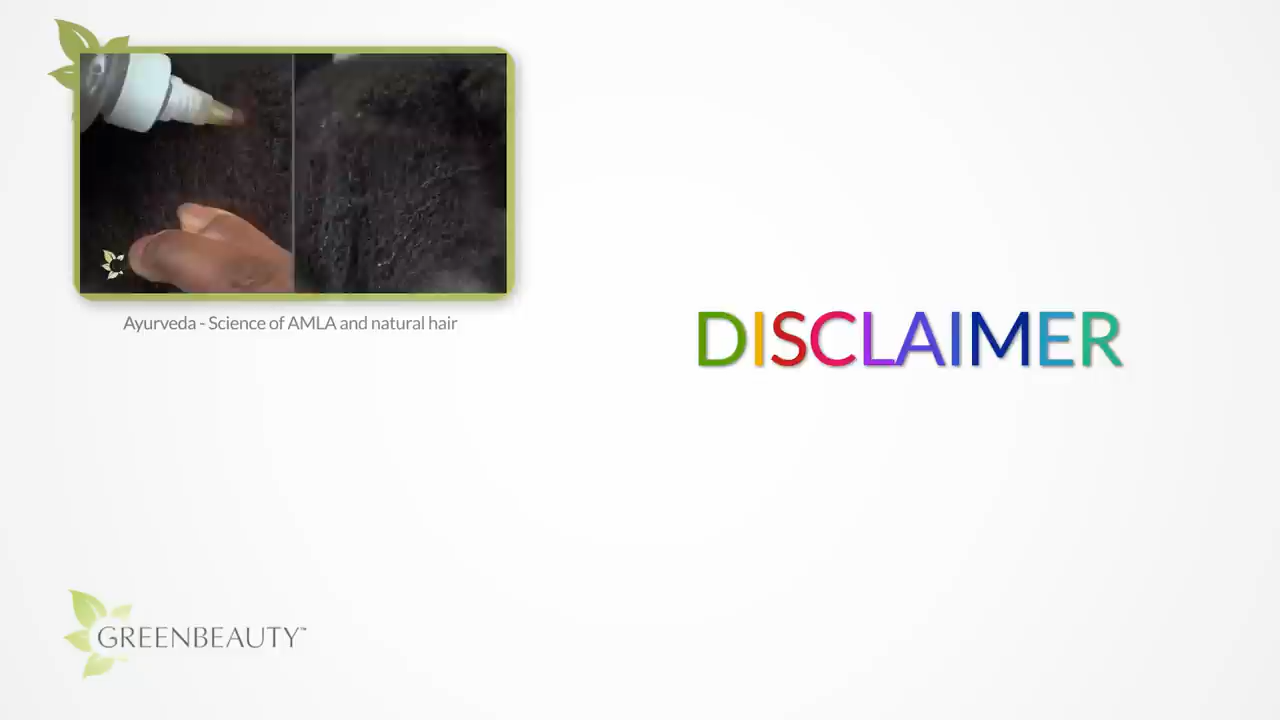 Ayurveda - Science of AMLA and natural hair
DISCLAIMER
GREENBEAUTY™